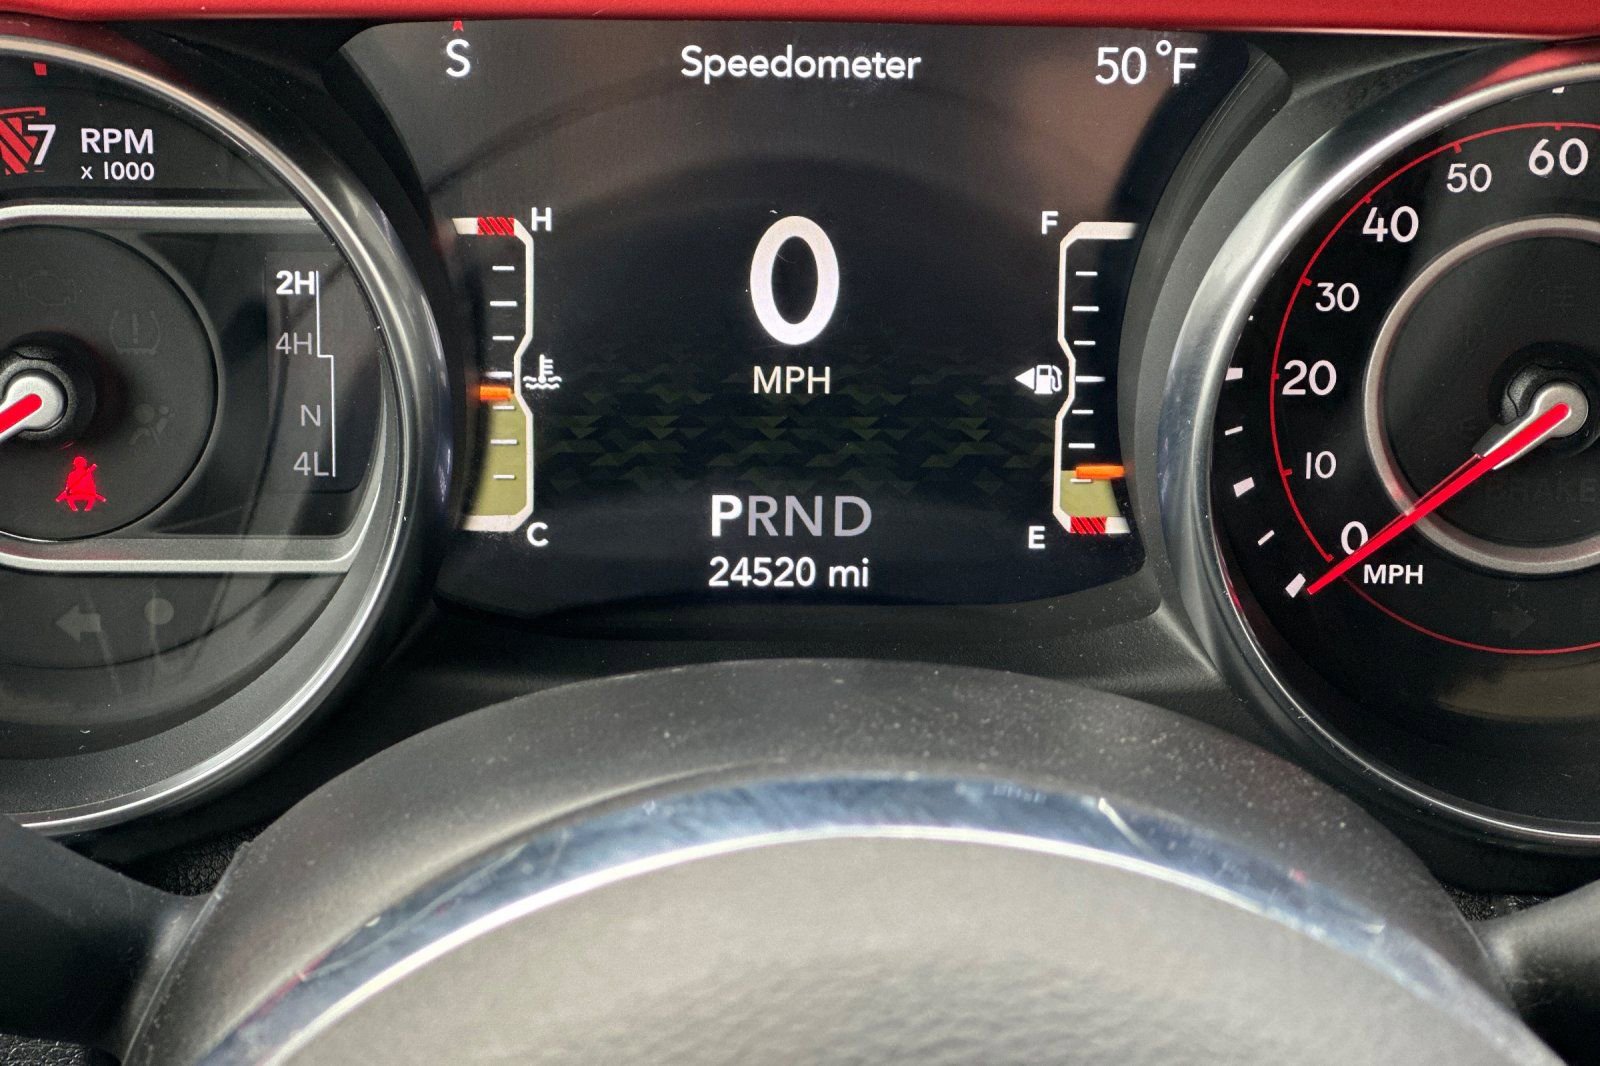 S Speedometer 50°F
7 RPM
x 1000
2H
4H
N
4L
H
C
0
MPH
F
E
PRND
24520 mi
60
50
40
30
20
10
0
MPH